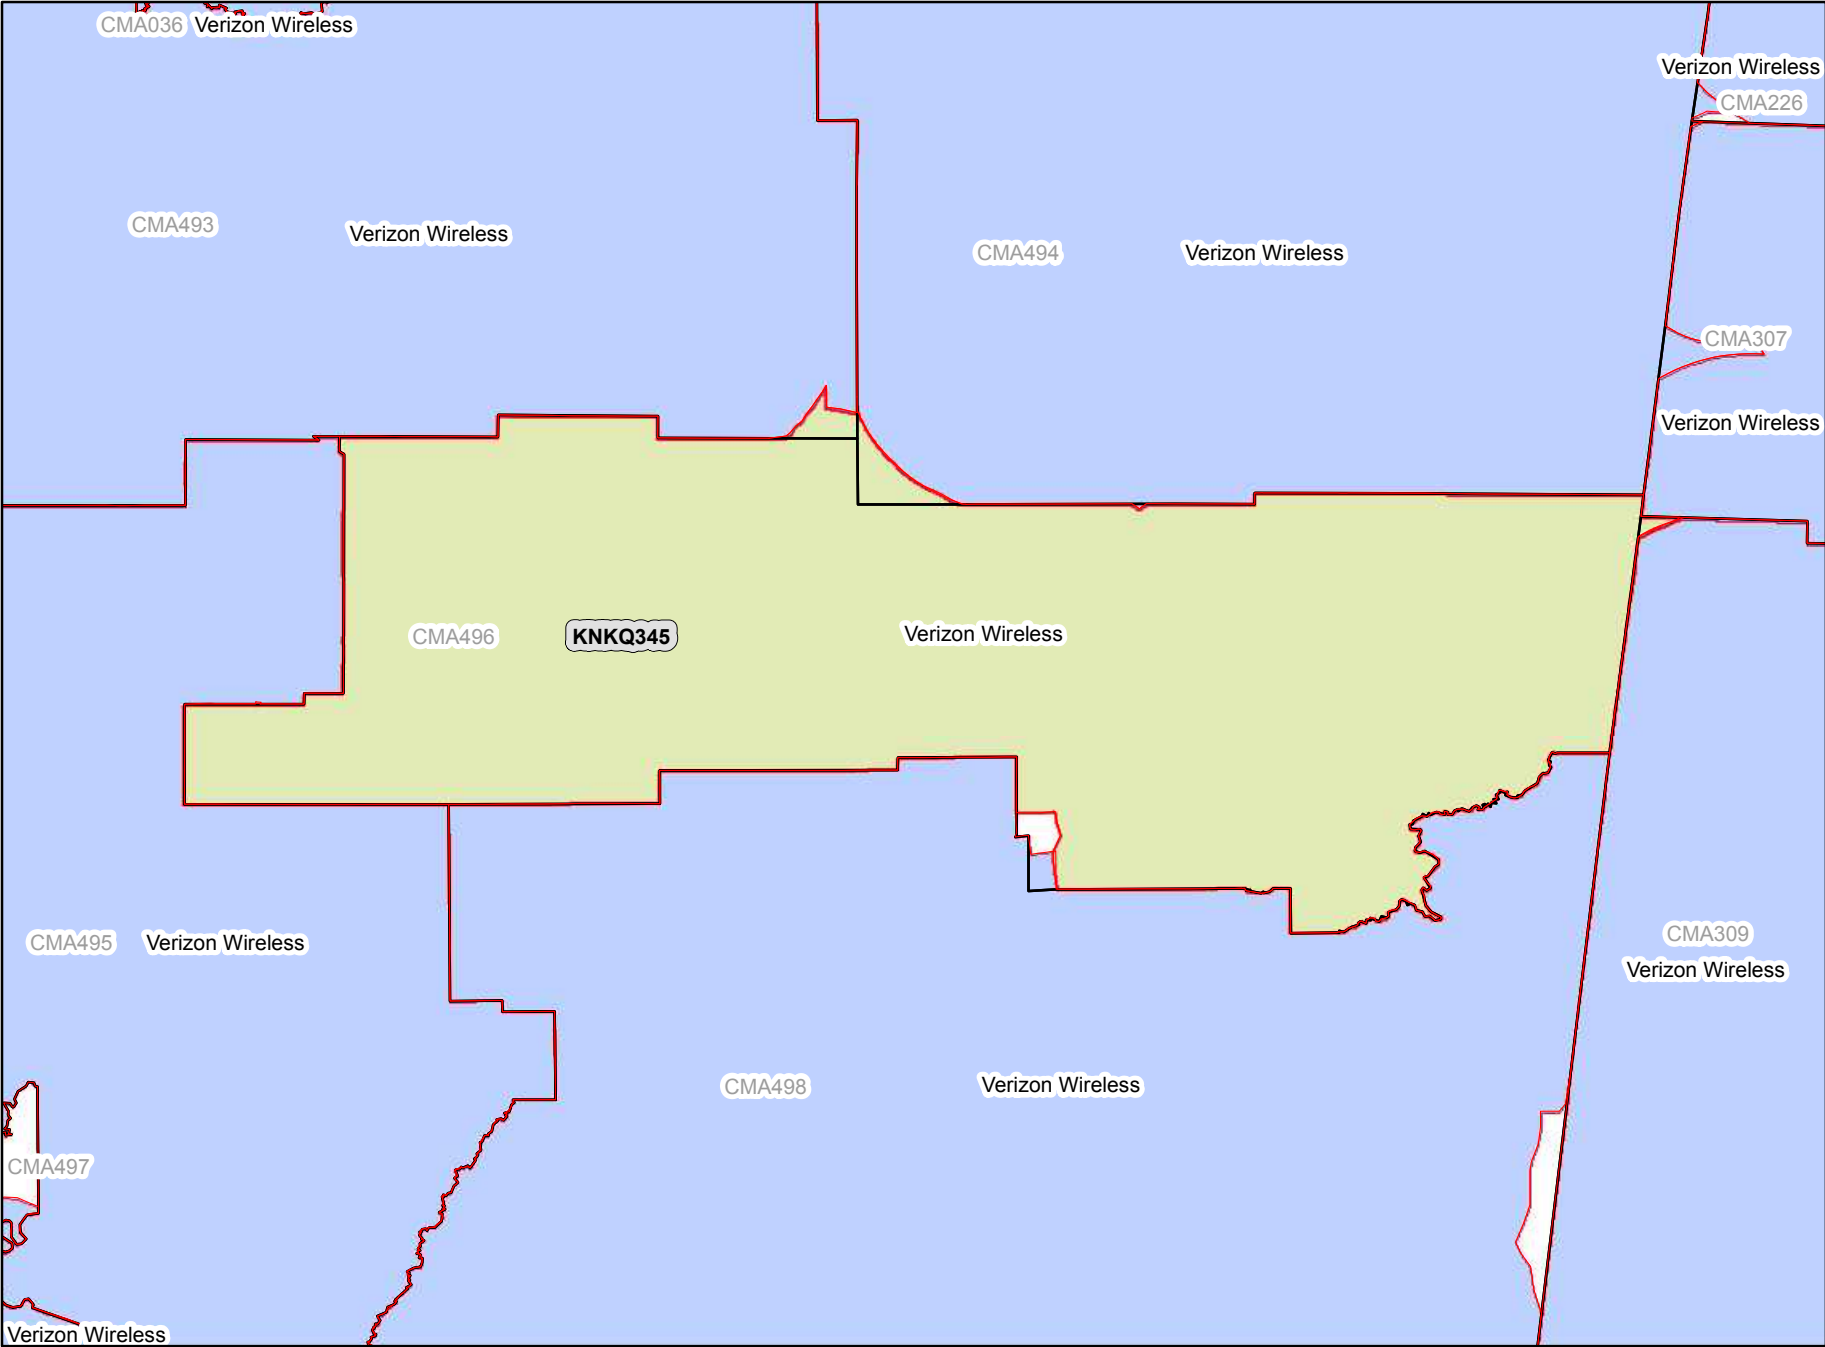 CMA036 Verizon Wireless
Verizon Wireless
CMA226
CMA493 Verizon Wireless
CMA494 Verizon Wireless
CMA307
Verizon Wireless
CMA496 KNKQ345 Verizon Wireless
CMA495 Verizon Wireless
CMA309
Verizon Wireless
CMA498 Verizon Wireless
CMA497
Verizon Wireless